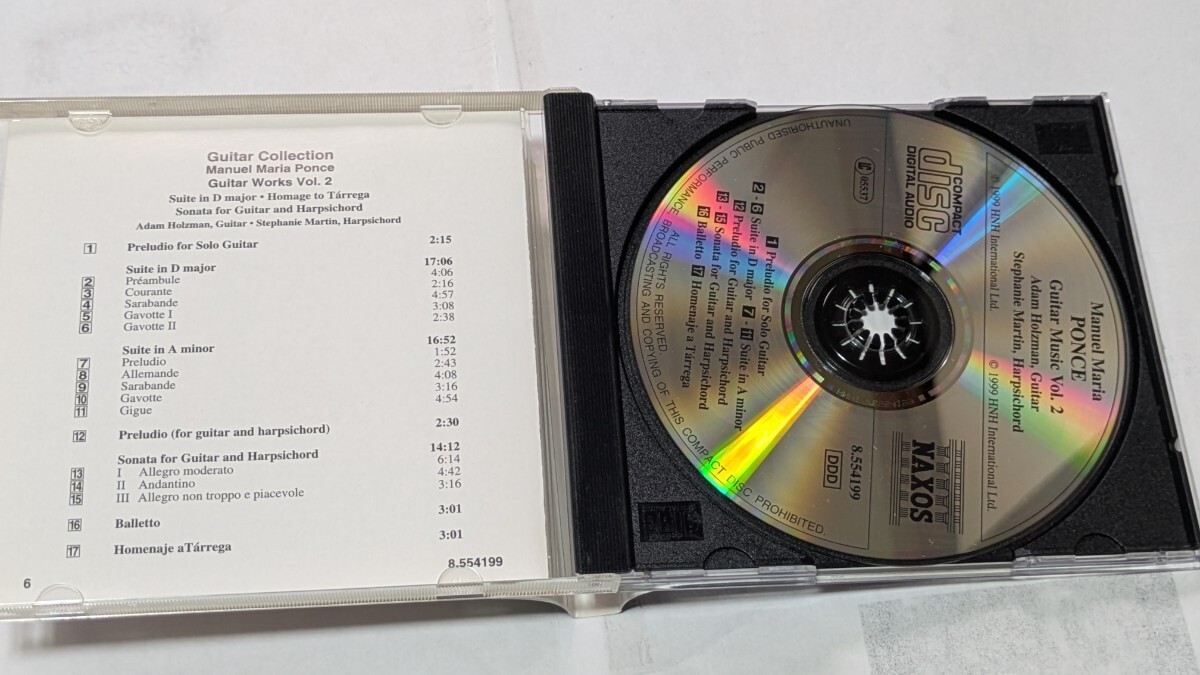 Guitar Collection
Manuel Maria Ponce
Guitar Works Vol. 2
Suite in D major • Homage to Tárrega
Sonata for Guitar and Harpsichord
Adam Holzman, Guitar • Stephanie Martin, Harpsichord
1 Preludio for Solo Guitar 2:15
Suite in D major 17:06
2 Préambule 4:06
3 Courante 2:16
4 Sarabande 4:57
5 Gavotte I 3:08
6 Gavotte II 2:38
Suite in A minor 16:52
7 Preludio 1:52
8 Allemande 2:43
9 Sarabande 4:08
10 Gavotte 3:16
11 Gigue 4:54
12 Preludio (for guitar and harpsichord) 2:30
Sonata for Guitar and Harpsichord 14:12
13 I Allegro moderato 6:14
14 II Andantino 4:42
15 III Allegro non troppo e piacevole 3:16
16 Balletto 3:01
17 Homenaje aTárrega 3:01
8.554199
6
Manuel Maria
PONCE
Guitar Music Vol. 2
Adam Holzman, Guitar
Stephanie Martin, Harpsichord
℗ 1999 HNH International Ltd. © 1999 HNH International Ltd.
COMPACT
disc
DIGITAL AUDIO
NAXOS
8.554199
DDD
LC 05537
1 Preludio for Solo Guitar
2 - 6 Suite in D major 7 - 11 Suite in A minor
12 Preludio for Guitar and Harpsichord
13 - 15 Sonata for Guitar and Harpsichord
16 Balletto 17 Homenaje a Tárrega
UNAUTHORISED PUBLIC PERFORMANCE, BROADCASTING AND COPYING OF THIS COMPACT DISC PROHIBITED
ALL RIGHTS RESERVED.